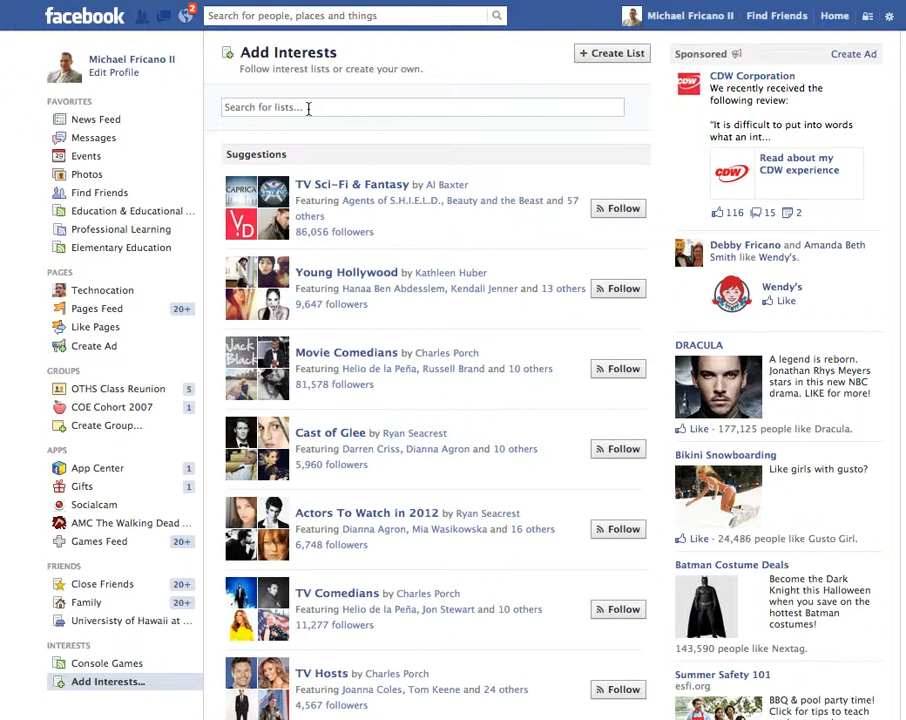 facebook
2
Search for people, places and things
Michael Fricano II
Find Friends
Home
Michael Fricano II
Edit Profile
FAVORITES
News Feed
Messages
Events
Photos
Find Friends
Education & Educational ...
Professional Learning
Elementary Education
PAGES
Technocation
Pages Feed 20+
Like Pages
Create Ad
GROUPS
OTHS Class Reunion 5
COE Cohort 2007 1
Create Group...
APPS
App Center 1
Gifts 1
Socialcam
AMC The Walking Dead ...
Games Feed 20+
FRIENDS
Close Friends 20+
Family 20+
Universisty of Hawaii at ...
INTERESTS
Console Games
Add Interests...
Add Interests
Follow interest lists or create your own.
+ Create List
Search for lists...
Suggestions
TV Sci-Fi & Fantasy by Al Baxter
Featuring Agents of S.H.I.E.L.D., Beauty and the Beast and 57
others
86,056 followers
Follow
CAPRICA
VD
Young Hollywood by Kathleen Huber
Featuring Hanaa Ben Abdesslem, Kendall Jenner and 13 others
9,647 followers
Follow
Jack Black
Movie Comedians by Charles Porch
Featuring Helio de la Peña, Russell Brand and 10 others
81,578 followers
Follow
Cast of Glee by Ryan Seacrest
Featuring Darren Criss, Dianna Agron and 10 others
5,960 followers
Follow
Actors To Watch in 2012 by Ryan Seacrest
Featuring Dianna Agron, Mia Wasikowska and 16 others
6,748 followers
Follow
TV Comedians by Charles Porch
Featuring Helio de la Peña, Jon Stewart and 10 others
11,277 followers
Follow
TV Hosts by Charles Porch
Featuring Joanna Coles, Tom Keene and 24 others
4,567 followers
Follow
Sponsored
Create Ad
CDW
CDW Corporation
We recently received the
following review:
"It is difficult to put into words
what an int...
CDW
Read about my
CDW experience
116 15 2
Debby Fricano and Amanda Beth
Smith like Wendy's.
Wendy's
Like
DRACULA
A legend is reborn.
Jonathan Rhys Meyers
stars in this new NBC
drama. LIKE for more!
Like · 177,125 people like Dracula.
Bikini Snowboarding
Like girls with gusto?
Like · 24,486 people like Gusto Girl.
Batman Costume Deals
Become the Dark
Knight this Halloween
when you save on the
hottest Batman
costumes!
143,590 people like Nextag.
Summer Safety 101
esfi.org
BBQ & pool party time!
Click for tips to teach